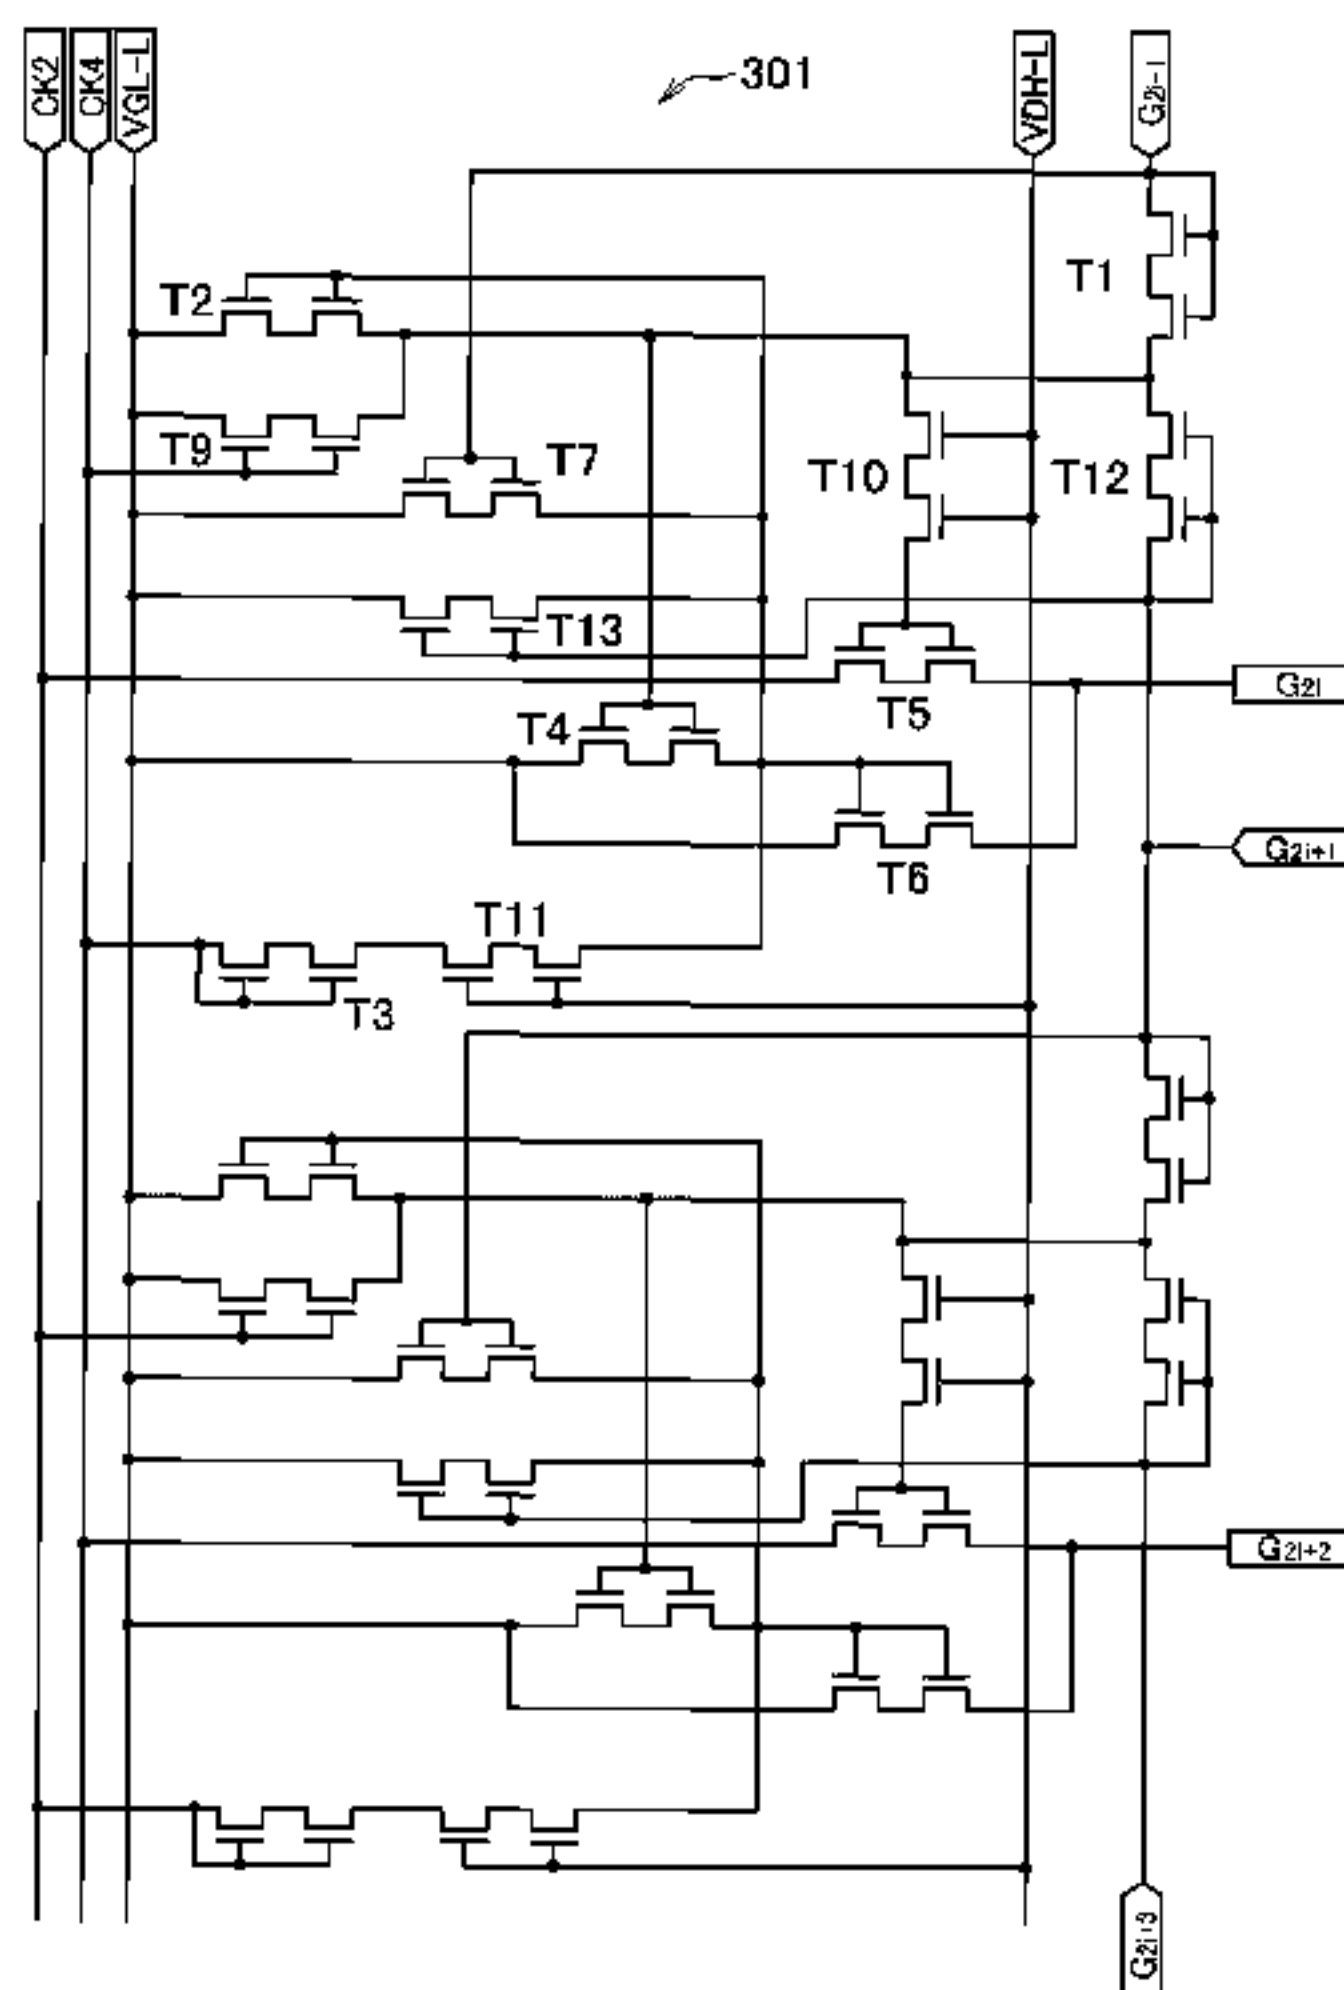 CK2
CK4
VGL-L
301
VDH-L
G2i-1
T1
T2
T9
T7
T10
T12
T13
T5
G2i
T4
T6
G2i+1
T11
T3
G2i+2
G2i+3